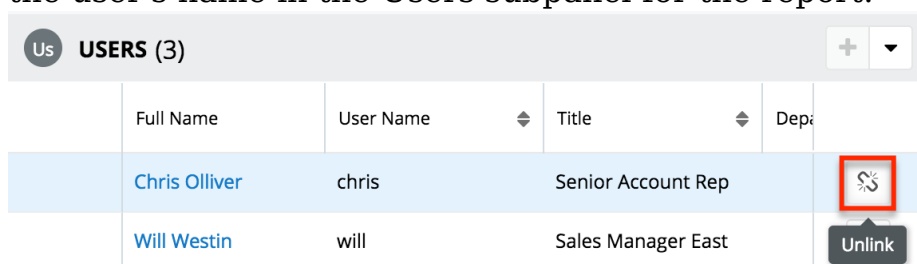 the user's name in the Users subpanel for the report.
Us USERS (3)
Full Name User Name Title Depa
Chris Olliver chris Senior Account Rep
Will Westin will Sales Manager East Unlink